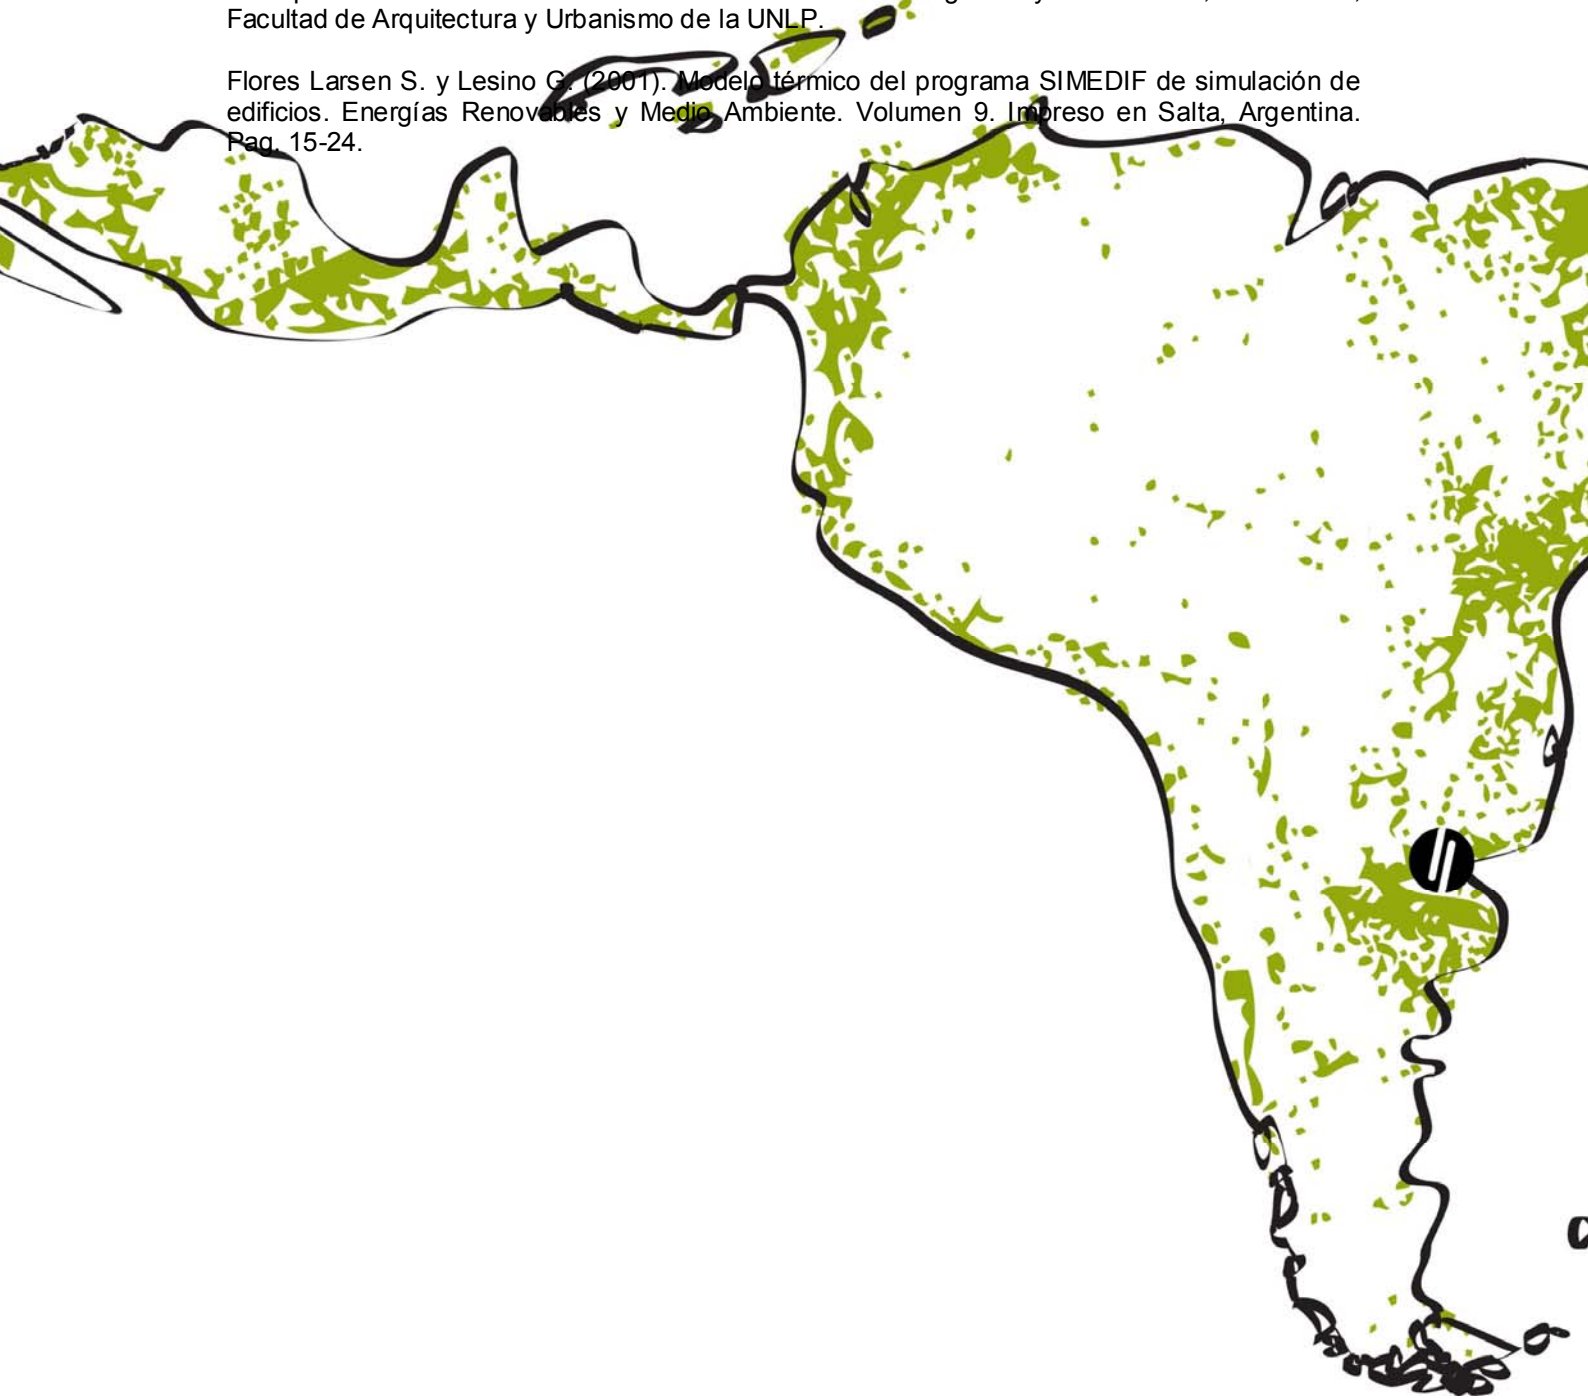 Facultad de Arquitectura y Urbanismo de la UNLP.
Flores Larsen S. y Lesino G. (2001). Modelo térmico del programa SIMEDIF de simulación de
edificios. Energías Renovables y Medio Ambiente. Volumen 9. Impreso en Salta, Argentina.
Pag. 15-24.